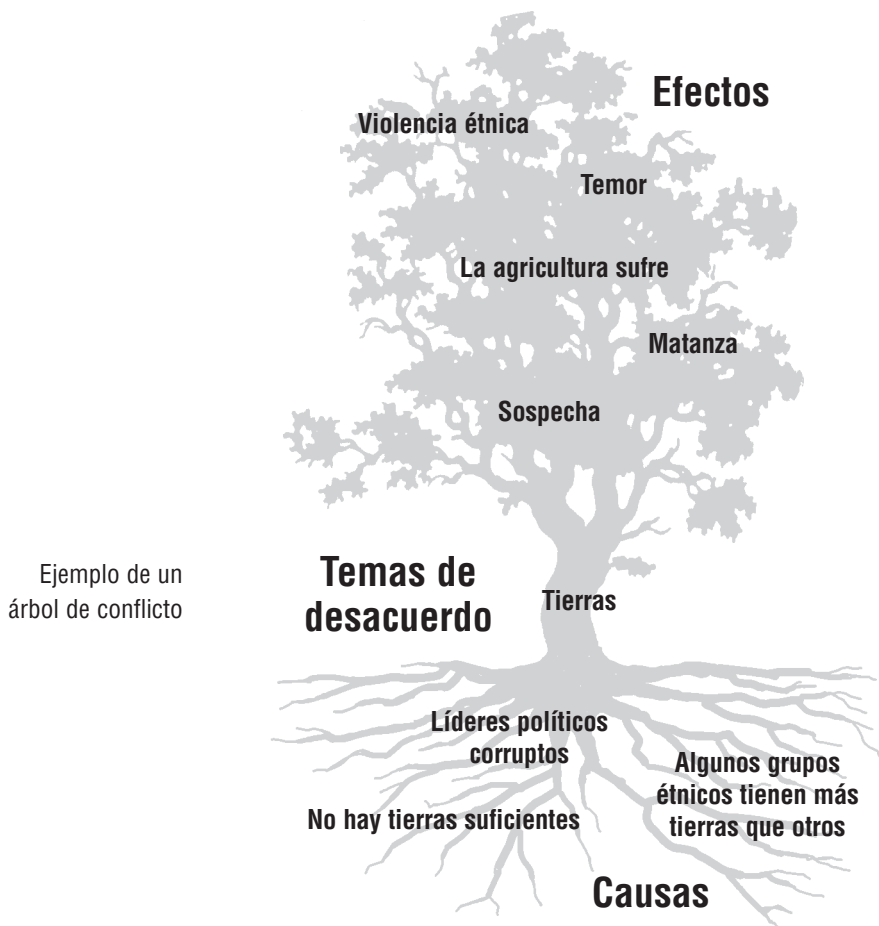 Efectos
Violencia étnica
Temor
La agricultura sufre
Matanza
Sospecha
Ejemplo de un
árbol de conflicto
Temas de
desacuerdo
Tierras
Líderes políticos
corruptos
Algunos grupos
étnicos tienen más
tierras que otros
No hay tierras suficientes
Causas